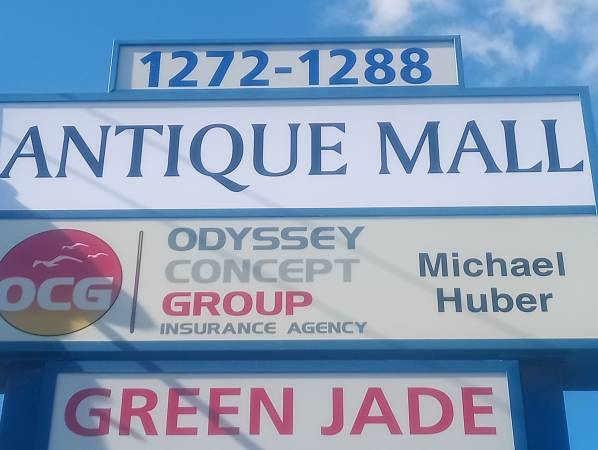 1272-1288
ANTIQUE MALL
OCG
ODYSSEY
CONCEPT
GROUP
INSURANCE AGENCY
Michael
Huber
GREEN JADE